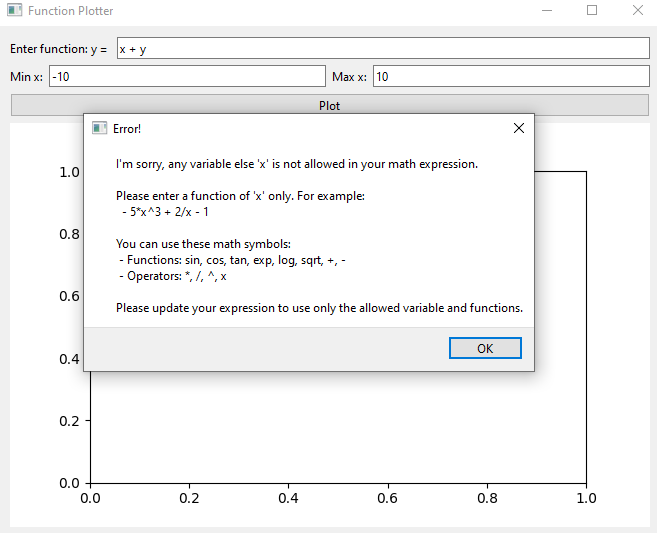 Function Plotter
Enter function: y = x + y
Min x: -10 Max x: 10
Plot
Error!
I'm sorry, any variable else 'x' is not allowed in your math expression.
Please enter a function of 'x' only. For example:
- 5*x^3 + 2/x - 1
You can use these math symbols:
- Functions: sin, cos, tan, exp, log, sqrt, +, -
- Operators: *, /, ^, x
Please update your expression to use only the allowed variable and functions.
OK
1.0
0.8
0.6
0.4
0.2
0.0
0.0 0.2 0.4 0.6 0.8 1.0